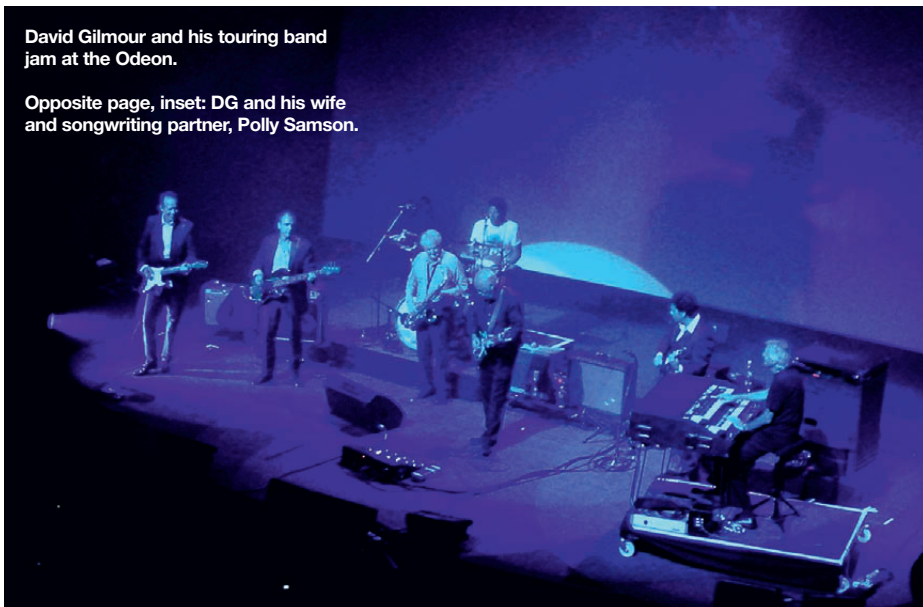 David Gilmour and his touring band
jam at the Odeon.
Opposite page, inset: DG and his wife
and songwriting partner, Polly Samson.